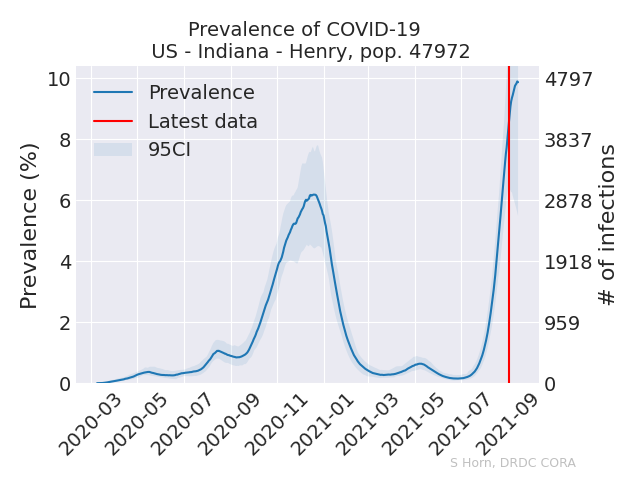 Prevalence of COVID-19
US - Indiana - Henry, pop. 47972
Prevalence
Latest data
95CI
Prevalence (%)
10
8
6
4
2
0
4797
3837
2878
1918
959
0
# of infections
2020-03
2020-05
2020-07
2020-09
2020-11
2021-01
2021-03
2021-05
2021-07
2021-09
S Horn, DRDC CORA